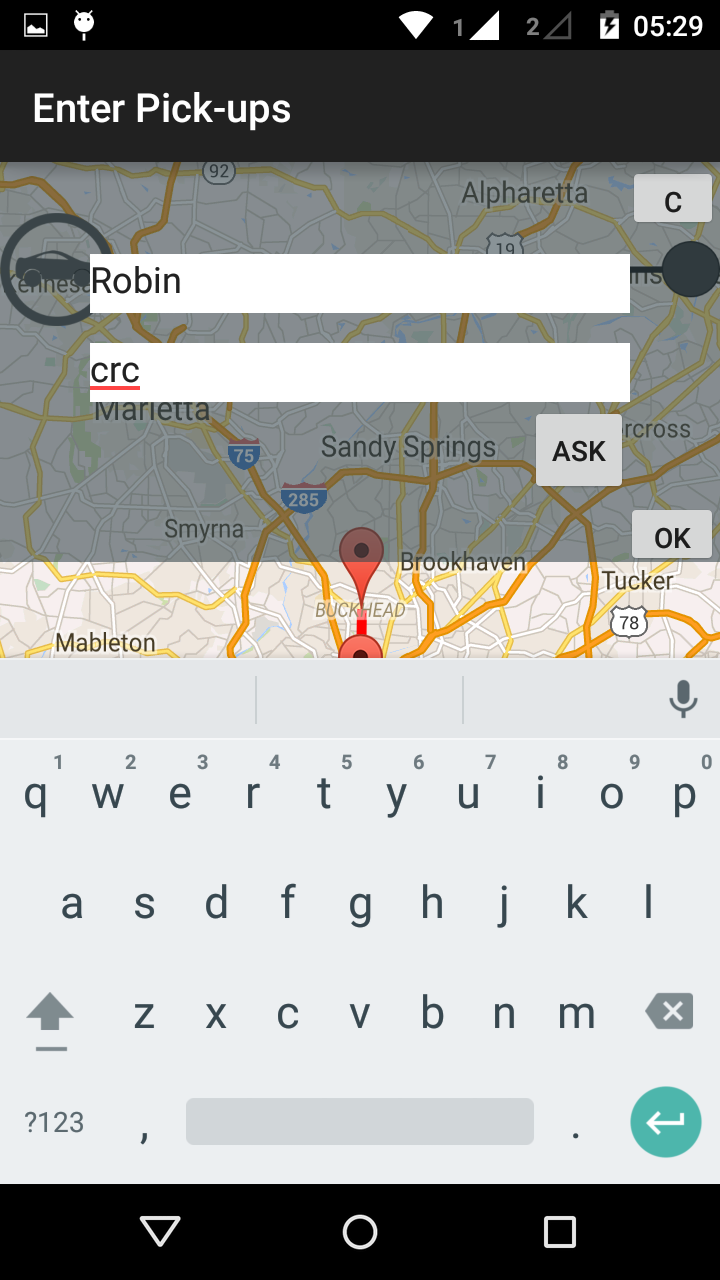 1 2 05:29
Enter Pick-ups
92
Alpharetta
C
19
Robin
crc
Marietta
rcross
Sandy Springs
ASK
75
285
Smyrna
OK
Brookhaven
Tucker
BUCKHEAD
78
Mableton
1 2 3 4 5 6 7 8 9 0
q w e r t y u i o p
a s d f g h j k l
z x c v b n m
?123 , .